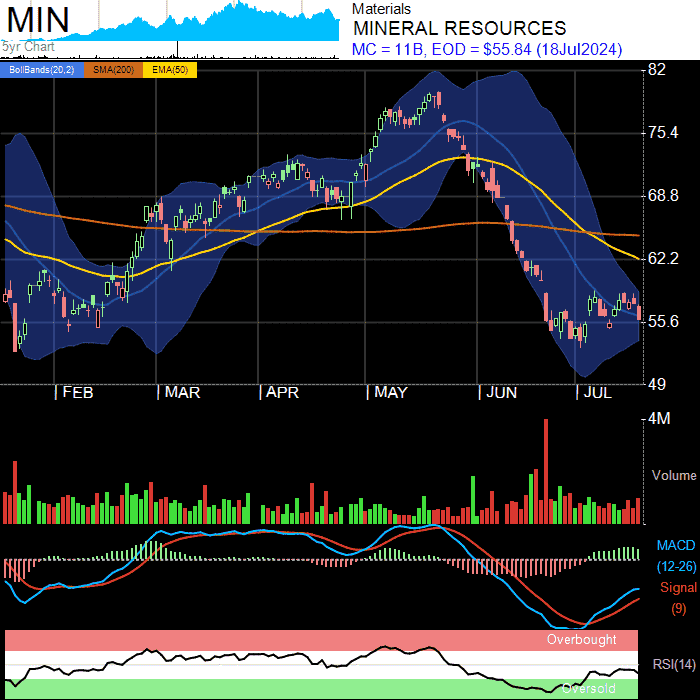 MIN
5yr Chart
Materials
MINERAL RESOURCES
MC = 11B, EOD = $55.84 (18Jul2024)
BollBands(20,2) SMA(200) EMA(50)
82
75.4
68.8
62.2
55.6
49
FEB MAR APR MAY JUN JUL
4M
Volume
MACD
(12-26)
Signal
(9)
Overbought
RSI(14)
Oversold